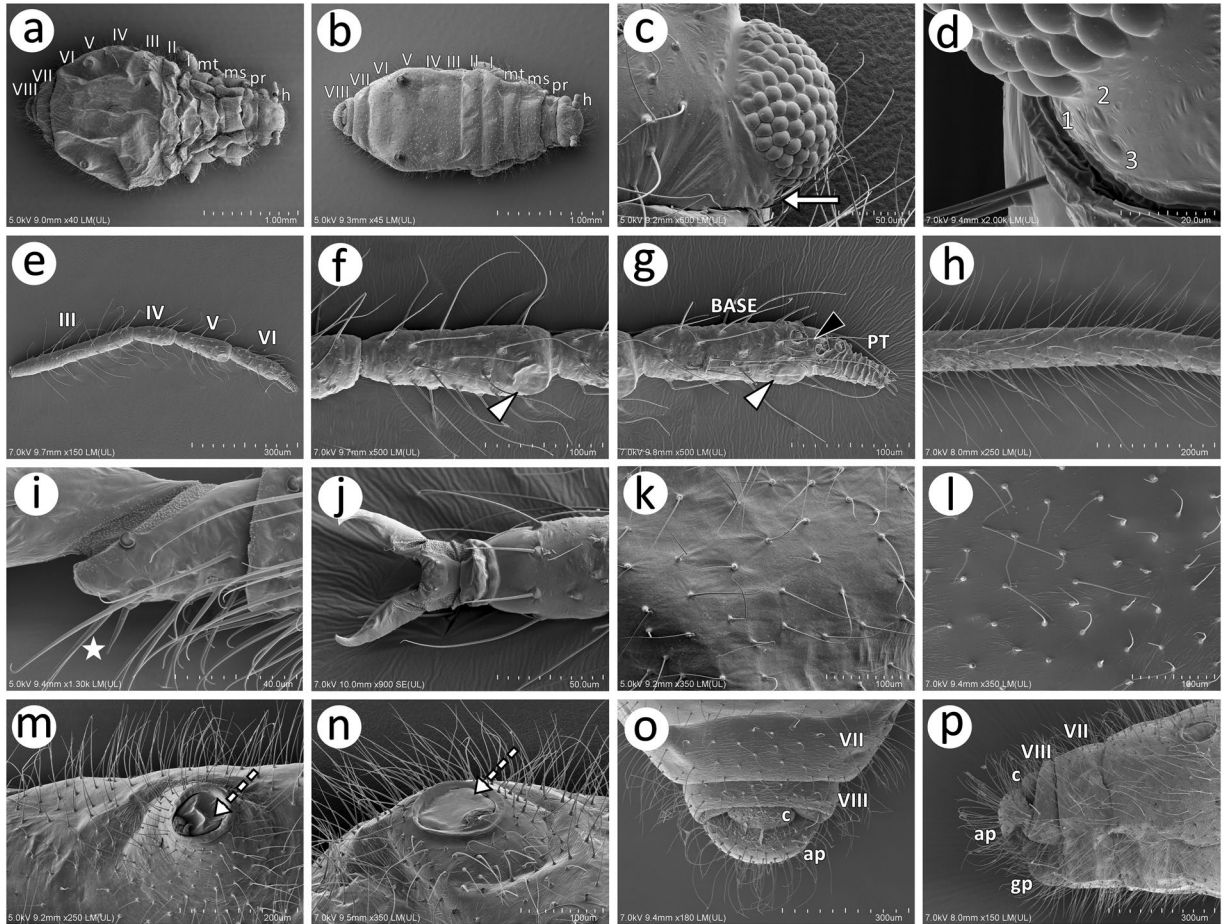 a
VIII VII VI V IV III II I mt ms pr h
5.0kV 9.0mm x40 LM(UL) 1.00mm
b
VIII VII VI V IV III II I mt ms pr h
5.0kV 9.3mm x45 LM(UL) 1.00mm
c
5.0kV 9.2mm x600 LM(UL) 50.0um
d
1 2 3
7.0kV 9.4mm x2.00k LM(UL) 20.0um
e
III IV V VI
7.0kV 9.7mm x150 LM(UL) 300um
f
7.0kV 9.7mm x500 LM(UL) 100um
g
BASE
PT
7.0kV 9.8mm x500 LM(UL) 100um
h
7.0kV 8.0mm x250 LM(UL) 200um
i
5.0kV 9.4mm x1.30k LM(UL) 40.0um
j
7.0kV 10.0mm x900 SE(UL) 50.0um
k
5.0kV 9.2mm x350 LM(UL) 100um
l
7.0kV 9.4mm x350 LM(UL) 100um
m
5.0kV 9.2mm x250 LM(UL) 200um
n
7.0kV 9.5mm x350 LM(UL) 100um
o
VII
VIII
c
ap
7.0kV 9.4mm x180 LM(UL) 300um
p
VII
VIII
c
ap
gp
7.0kV 8.0mm x150 LM(UL) 300um